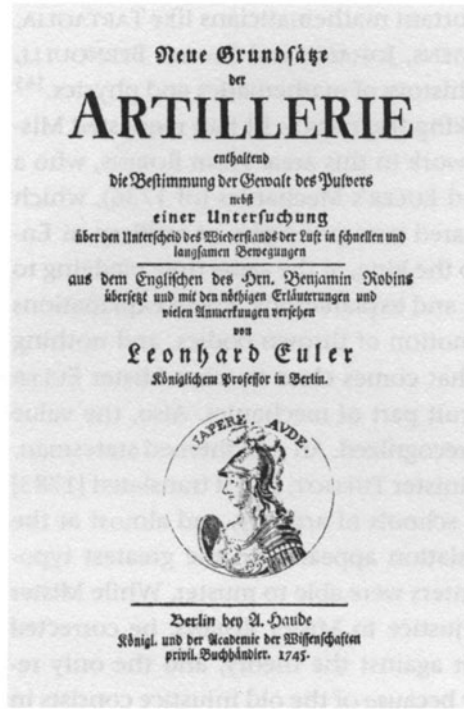 Neue Grundsätze
der
ARTILLERIE
enthaltend
die Bestimmung der Gewalt des Pulvers
nebst
einer Untersuchung
über den Unterscheid des Wiederstands der Luft in schnellen und
langsamen Bewegungen
aus dem Englischen des Hrn. Benjamin Robins
übersetzt und mit den nöthigen Erläuterungen und
vielen Anmerkungen versehen
von
Leonhard Euler
Königlichem Professor in Berlin.
SAPERE AUDE.
Berlin bey A. Haude
Königl. und der Academie der Wissenschaften
privil. Buchhändler. 1745.